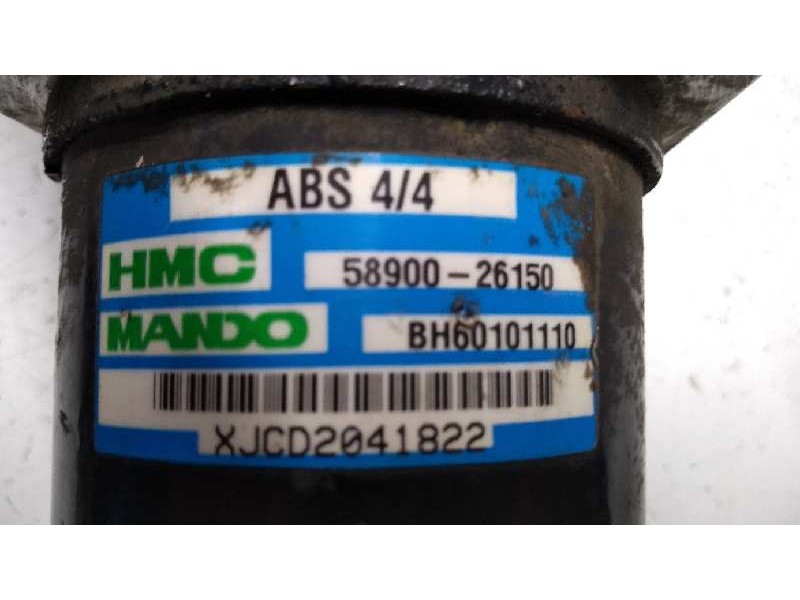 ABS 4/4
HMC 58900-26150
MANDO BH60101110
XJCD2041822